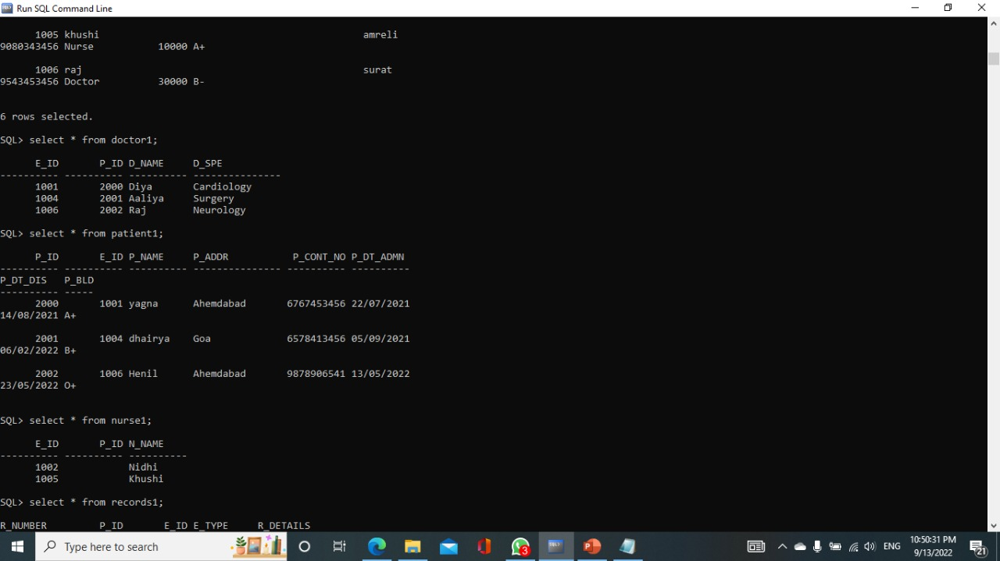 Run SQL Command Line
1005 khushi amreli
9080343456 Nurse 10000 A+
1006 raj surat
9543453456 Doctor 30000 B-
6 rows selected.
SQL> select * from doctor1;
E_ID P_ID D_NAME D_SPE
---------- ---------- ---------- ---------------
1001 2000 Diya Cardiology
1004 2001 Aaliya Surgery
1006 2002 Raj Neurology
SQL> select * from patient1;
P_ID E_ID P_NAME P_ADDR P_CONT_NO P_DT_ADMN
---------- ---------- ---------- --------------- ---------- ----------
P_DT_DIS P_BLD
---------- -----
2000 1001 yagna Ahemdabad 6767453456 22/07/2021
14/08/2021 A+
2001 1004 dhairya Goa 6578413456 05/09/2021
06/02/2022 B+
2002 1006 Henil Ahemdabad 9878906541 13/05/2022
23/05/2022 O+
SQL> select * from nurse1;
E_ID P_ID N_NAME
---------- ---------- ----------
1002 Nidhi
1005 Khushi
SQL> select * from records1;
R_NUMBER P_ID E_ID E_TYPE R_DETAILS
Type here to search
3
P
ENG
10:50:31 PM
9/13/2022
21